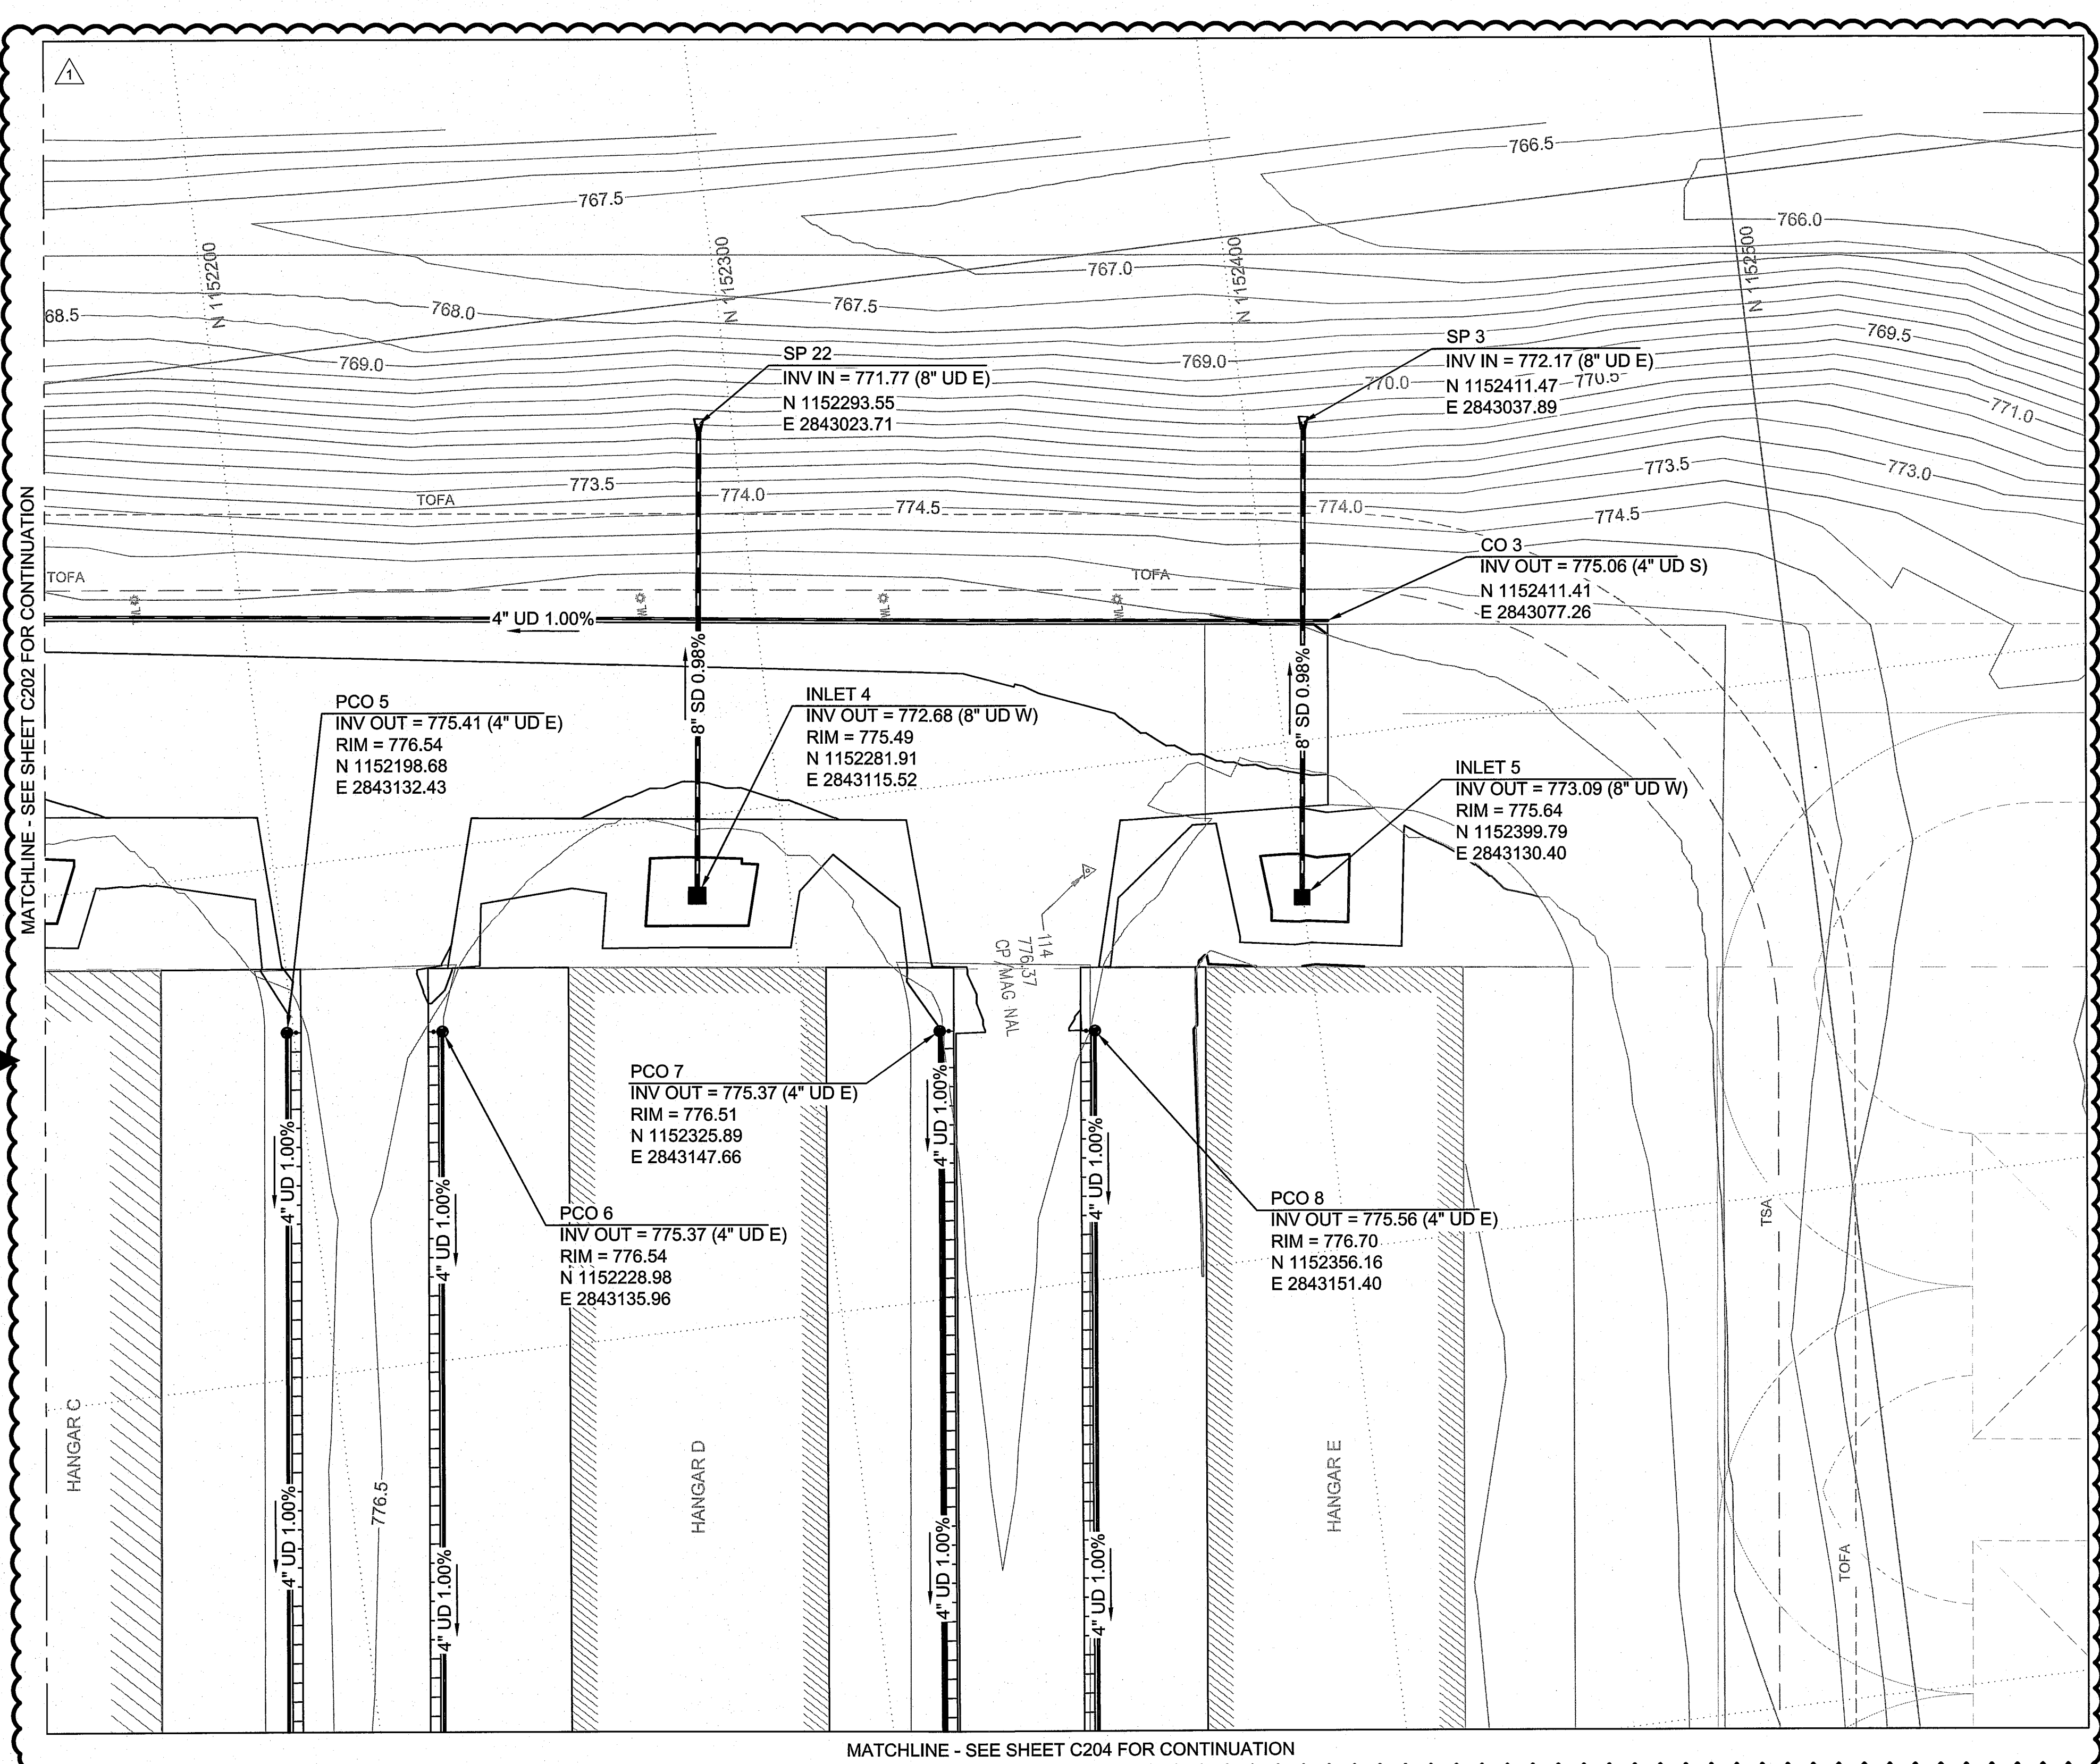 1
766.5
767.5
766.0
N 1152200
N 1152300
N 1152400
N 1152500
767.0
68.5
768.0
767.5
769.5
SP 22
INV IN = 771.77 (8" UD E)
N 1152293.55
E 2843023.71
SP 3
INV IN = 772.17 (8" UD E)
N 1152411.47
E 2843037.89
769.0
769.0
770.0
770.5
771.0
773.5
774.0
774.5
774.0
773.5
773.0
774.5
TOFA
TOFA
TOFA
CO 3
INV OUT = 775.06 (4" UD S)
N 1152411.41
E 2843077.26
WL
WL
WL
WL
4" UD 1.00%
8" SD 0.98%
8" SD 0.98%
MATCHLINE - SEE SHEET C202 FOR CONTINUATION
PCO 5
INV OUT = 775.41 (4" UD E)
RIM = 776.54
N 1152198.68
E 2843132.43
INLET 4
INV OUT = 772.68 (8" UD W)
RIM = 775.49
N 1152281.91
E 2843115.52
INLET 5
INV OUT = 773.09 (8" UD W)
RIM = 775.64
N 1152399.79
E 2843130.40
114
776.37
CP /MAG NAL
PCO 7
INV OUT = 775.37 (4" UD E)
RIM = 776.51
N 1152325.89
E 2843147.66
PCO 6
INV OUT = 775.37 (4" UD E)
RIM = 776.54
N 1152228.98
E 2843135.96
PCO 8
INV OUT = 775.56 (4" UD E)
RIM = 776.70
N 1152356.16
E 2843151.40
4" UD 1.00%
4" UD 1.00%
4" UD 1.00%
4" UD 1.00%
TSA
HANGAR C
776.5
HANGAR D
HANGAR E
4" UD 1.00%
4" UD 1.00%
4" UD 1.00%
4" UD 1.00%
TOFA
MATCHLINE - SEE SHEET C204 FOR CONTINUATION